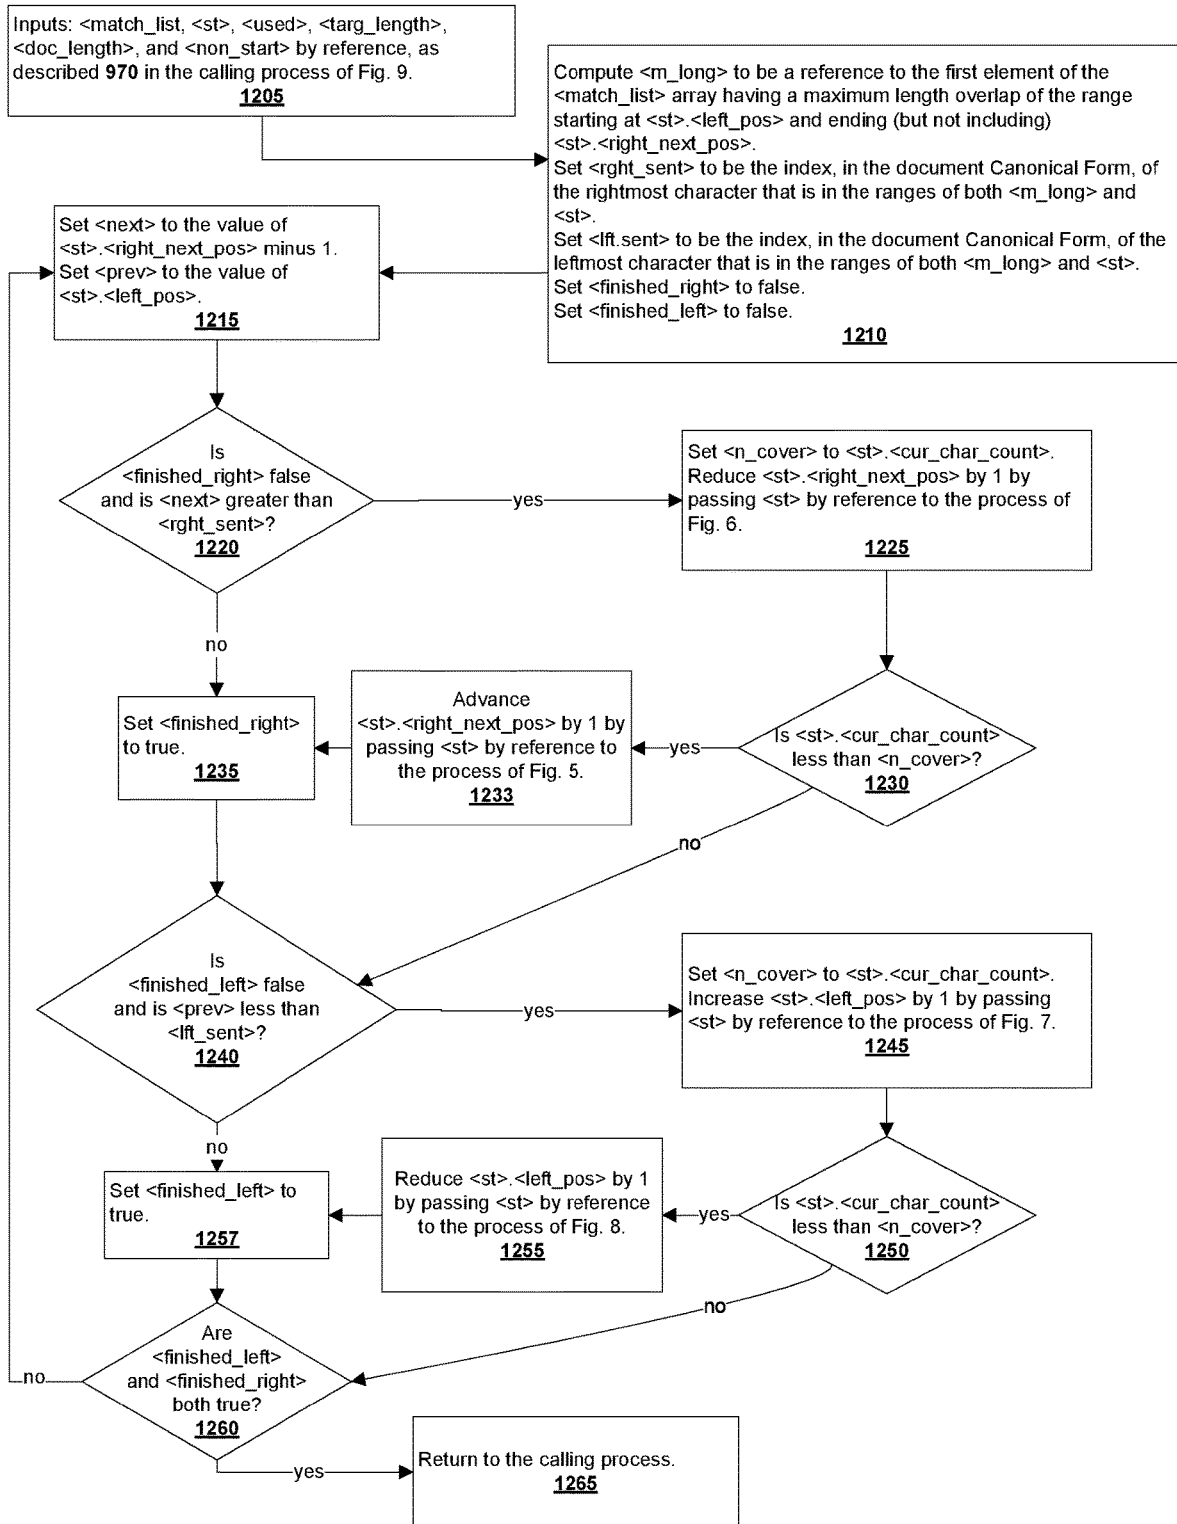 Inputs: <match_list, <st>, <used>, <targ_length>,
<doc_length>, and <non_start> by reference, as
described 970 in the calling process of Fig. 9.
1205
Compute <m_long> to be a reference to the first element of the
<match_list> array having a maximum length overlap of the range
starting at <st>.<left_pos> and ending (but not including)
<st>.<right_next_pos>.
Set <rght_sent> to be the index, in the document Canonical Form, of
the rightmost character that is in the ranges of both <m_long> and
<st>.
Set <lft.sent> to be the index, in the document Canonical Form, of the
leftmost character that is in the ranges of both <m_long> and <st>.
Set <finished_right> to false.
Set <finished_left> to false.
1210
Set <next> to the value of
<st>.<right_next_pos> minus 1.
Set <prev> to the value of
<st>.<left_pos>.
1215
Is
<finished_right> false
and is <next> greater than
<rght_sent>?
1220
yes
Set <n_cover> to <st>.<cur_char_count>.
Reduce <st>.<right_next_pos> by 1 by
passing <st> by reference to the process of
Fig. 6.
1225
no
Set <finished_right>
to true.
1235
Advance
<st>.<right_next_pos> by 1 by
passing <st> by reference to
the process of Fig. 5.
1233
yes
Is <st>.<cur_char_count>
less than <n_cover>?
1230
no
Is
<finished_left> false
and is <prev> less than
<lft_sent>?
1240
yes
Set <n_cover> to <st>.<cur_char_count>.
Increase <st>.<left_pos> by 1 by passing
<st> by reference to the process of Fig. 7.
1245
no
Set <finished_left> to
true.
1257
Reduce <st>.<left_pos> by 1
by passing <st> by reference
to the process of Fig. 8.
1255
yes
Is <st>.<cur_char_count>
less than <n_cover>?
1250
no
Are
<finished_left>
and <finished_right>
both true?
1260
no
yes
Return to the calling process.
1265